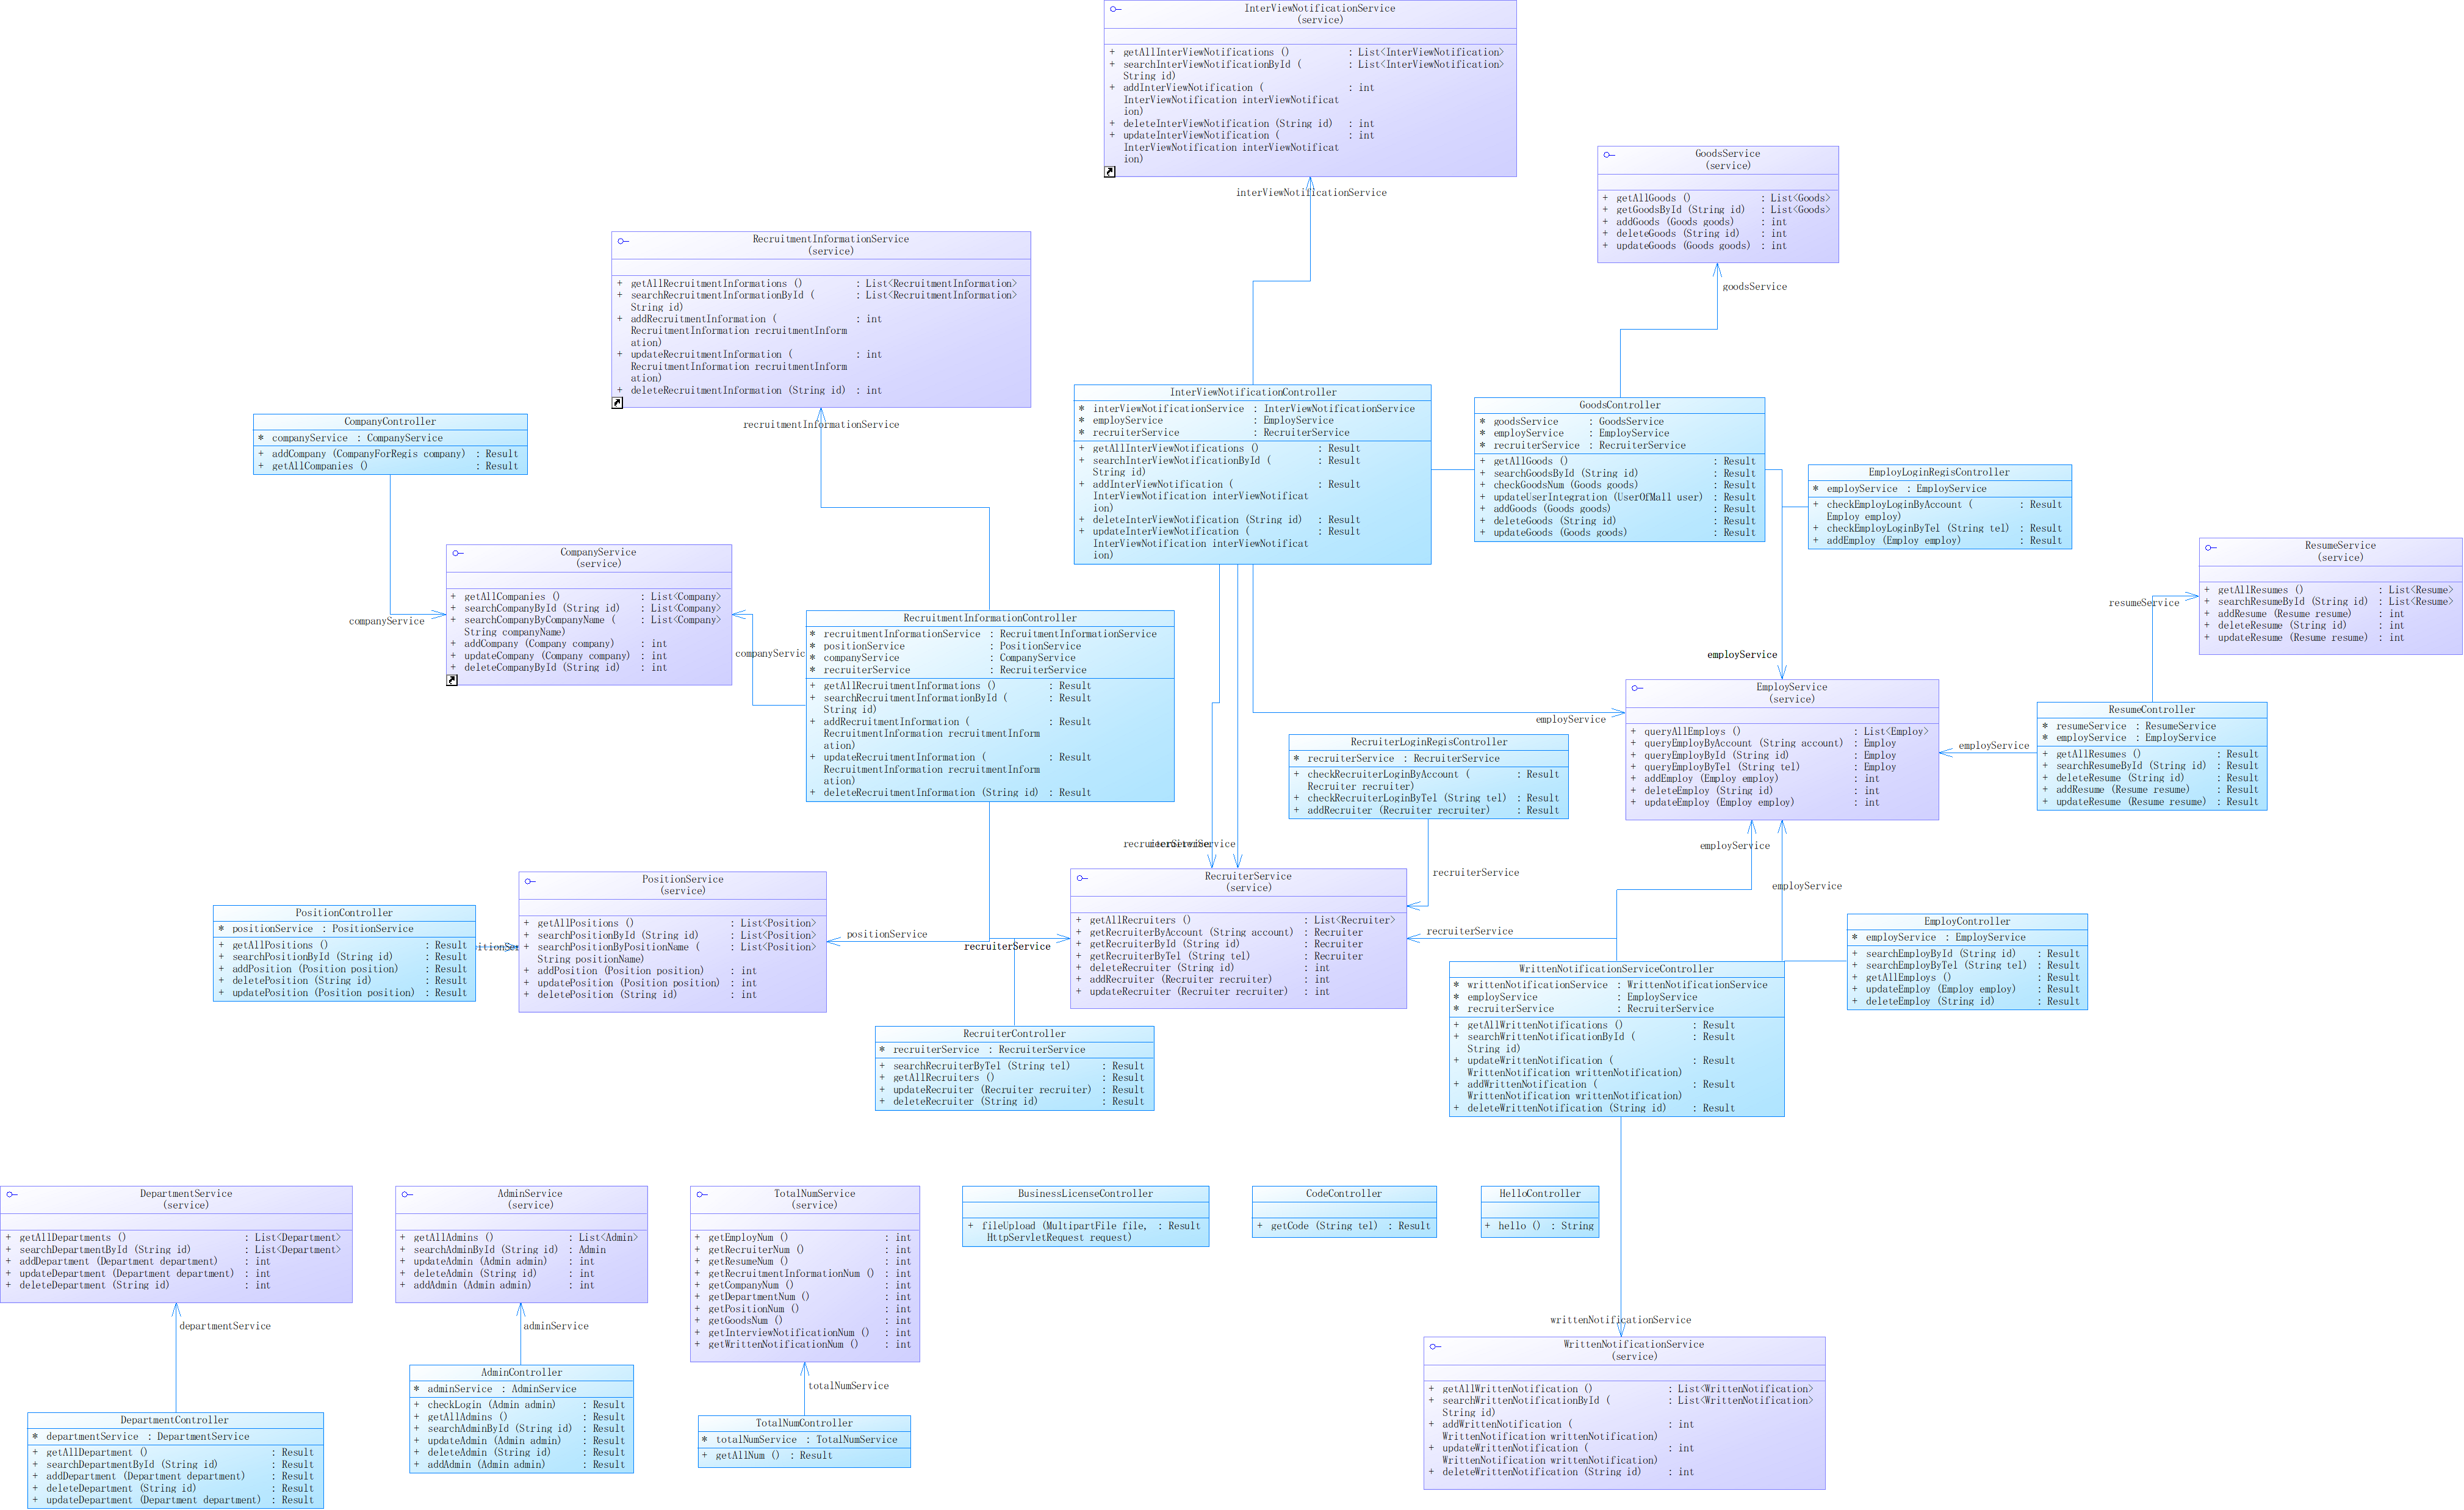 InterViewNotificationService
(service)
+ getAllInterViewNotifications () : List<InterViewNotification>
+ searchInterViewNotificationById ( : List<InterViewNotification>
String id)
+ addInterViewNotification ( : int
InterViewNotification interViewNotificat
ion)
+ deleteInterViewNotification (String id) : int
+ updateInterViewNotification ( : int
InterViewNotification interViewNotificat
ion)
interViewNotificationService
GoodsService
(service)
+ getAllGoods () : List<Goods>
+ getGoodsById (String id) : List<Goods>
+ addGoods (Goods goods) : int
+ deleteGoods (String id) : int
+ updateGoods (Goods goods) : int
goodsService
RecruitmentInformationService
(service)
+ getAllRecruitmentInformations () : List<RecruitmentInformation>
+ searchRecruitmentInformationById ( : List<RecruitmentInformation>
String id)
+ addRecruitmentInformation ( : int
RecruitmentInformation recruitmentInform
ation)
+ updateRecruitmentInformation ( : int
RecruitmentInformation recruitmentInform
ation)
+ deleteRecruitmentInformation (String id) : int
recruitmentInformationService
CompanyController
* companyService : CompanyService
+ addCompany (CompanyForRegis company) : Result
+ getAllCompanies () : Result
companyService
InterViewNotificationController
* interViewNotificationService : InterViewNotificationService
* employService : EmployService
* recruiterService : RecruiterService
+ getAllInterViewNotifications () : Result
+ searchInterViewNotificationById ( : Result
String id)
+ addInterViewNotification ( : Result
InterViewNotification interViewNotificat
ion)
+ deleteInterViewNotification (String id) : Result
+ updateInterViewNotification ( : Result
InterViewNotification interViewNotificat
ion)
GoodsController
* goodsService : GoodsService
* employService : EmployService
* recruiterService : RecruiterService
+ getAllGoods () : Result
+ searchGoodsById (String id) : Result
+ checkGoodsNum (Goods goods) : Result
+ updateUserIntegration (UserOfMall user) : Result
+ addGoods (Goods goods) : Result
+ deleteGoods (String id) : Result
+ updateGoods (Goods goods) : Result
EmployLoginRegisController
* employService : EmployService
+ checkEmployLoginByAccount ( : Result
Employ employ)
+ checkEmployLoginByTel (String tel) : Result
+ addEmploy (Employ employ) : Result
CompanyService
(service)
+ getAllCompanies () : List<Company>
+ searchCompanyById (String id) : List<Company>
+ searchCompanyByCompanyName ( : List<Company>
String companyName)
+ addCompany (Company company) : int
+ updateCompany (Company company) : int
+ deleteCompanyById (String id) : int
companyServic
ResumeService
(service)
+ getAllResumes () : List<Resume>
+ searchResumeById (String id) : List<Resume>
+ addResume (Resume resume) : int
+ deleteResume (String id) : int
+ updateResume (Resume resume) : int
resumeService
RecruitmentInformationController
* recruitmentInformationService : RecruitmentInformationService
* positionService : PositionService
* companyService : CompanyService
* recruiterService : RecruiterService
+ getAllRecruitmentInformations () : Result
+ searchRecruitmentInformationById ( : Result
String id)
+ addRecruitmentInformation ( : Result
RecruitmentInformation recruitmentInform
ation)
+ updateRecruitmentInformation ( : Result
RecruitmentInformation recruitmentInform
ation)
+ deleteRecruitmentInformation (String id) : Result
employService
employService
EmployService
(service)
+ queryAllEmploys () : List<Employ>
+ queryEmployByAccount (String account) : Employ
+ queryEmployById (String id) : Employ
+ queryEmployByTel (String tel) : Employ
+ addEmploy (Employ employ) : int
+ deleteEmploy (String id) : int
+ updateEmploy (Employ employ) : int
employService
ResumeController
* resumeService : ResumeService
* employService : EmployService
+ getAllResumes () : Result
+ searchResumeById (String id) : Result
+ deleteResume (String id) : Result
+ addResume (Resume resume) : Result
+ updateResume (Resume resume) : Result
RecruiterLoginRegisController
* recruiterService : RecruiterService
+ checkRecruiterLoginByAccount ( : Result
Recruiter recruiter)
+ checkRecruiterLoginByTel (String tel) : Result
+ addRecruiter (Recruiter recruiter) : Result
recruiterService
employService
employService
PositionController
* positionService : PositionService
+ getAllPositions () : Result
+ searchPositionById (String id) : Result
+ addPosition (Position position) : Result
+ deletePosition (String id) : Result
+ updatePosition (Position position) : Result
PositionService
(service)
+ getAllPositions () : List<Position>
+ searchPositionById (String id) : List<Position>
+ searchPositionByPositionName ( : List<Position>
String positionName)
+ addPosition (Position position) : int
+ updatePosition (Position position) : int
+ deletePosition (String id) : int
positionService
recruiterService
RecruiterService
(service)
+ getAllRecruiters () : List<Recruiter>
+ getRecruiterByAccount (String account) : Recruiter
+ getRecruiterById (String id) : Recruiter
+ getRecruiterByTel (String tel) : Recruiter
+ deleteRecruiter (String id) : int
+ addRecruiter (Recruiter recruiter) : int
+ updateRecruiter (Recruiter recruiter) : int
recruiterService
EmployController
* employService : EmployService
+ searchEmployById (String id) : Result
+ searchEmployByTel (String tel) : Result
+ getAllEmploys () : Result
+ updateEmploy (Employ employ) : Result
+ deleteEmploy (String id) : Result
WrittenNotificationServiceController
* writtenNotificationService : WrittenNotificationService
* employService : EmployService
* recruiterService : RecruiterService
+ getAllWrittenNotifications () : Result
+ searchWrittenNotificationById ( : Result
String id)
+ updateWrittenNotification ( : Result
WrittenNotification writtenNotification)
+ addWrittenNotification ( : Result
WrittenNotification writtenNotification)
+ deleteWrittenNotification (String id) : Result
RecruiterController
* recruiterService : RecruiterService
+ searchRecruiterByTel (String tel) : Result
+ getAllRecruiters () : Result
+ updateRecruiter (Recruiter recruiter) : Result
+ deleteRecruiter (String id) : Result
DepartmentService
(service)
+ getAllDepartments () : List<Department>
+ searchDepartmentById (String id) : List<Department>
+ addDepartment (Department department) : int
+ updateDepartment (Department department) : int
+ deleteDepartment (String id) : int
departmentService
AdminService
(service)
+ getAllAdmins () : List<Admin>
+ searchAdminById (String id) : Admin
+ updateAdmin (Admin admin) : int
+ deleteAdmin (String id) : int
+ addAdmin (Admin admin) : int
adminService
TotalNumService
(service)
+ getEmployNum () : int
+ getRecruiterNum () : int
+ getResumeNum () : int
+ getRecruitmentInformationNum () : int
+ getCompanyNum () : int
+ getDepartmentNum () : int
+ getPositionNum () : int
+ getGoodsNum () : int
+ getInterviewNotificationNum () : int
+ getWrittenNotificationNum () : int
totalNumService
BusinessLicenseController
+ fileUpload (MultipartFile file, : Result
HttpServletRequest request)
CodeController
+ getCode (String tel) : Result
HelloController
+ hello () : String
writtenNotificationService
WrittenNotificationService
(service)
+ getAllWrittenNotification () : List<WrittenNotification>
+ searchWrittenNotificationById ( : List<WrittenNotification>
String id)
+ addWrittenNotification ( : int
WrittenNotification writtenNotification)
+ updateWrittenNotification ( : int
WrittenNotification writtenNotification)
+ deleteWrittenNotification (String id) : int
DepartmentController
* departmentService : DepartmentService
+ getAllDepartment () : Result
+ searchDepartmentById (String id) : Result
+ addDepartment (Department department) : Result
+ deleteDepartment (String id) : Result
+ updateDepartment (Department department) : Result
AdminController
* adminService : AdminService
+ checkLogin (Admin admin) : Result
+ getAllAdmins () : Result
+ searchAdminById (String id) : Result
+ updateAdmin (Admin admin) : Result
+ deleteAdmin (String id) : Result
+ addAdmin (Admin admin) : Result
TotalNumController
* totalNumService : TotalNumService
+ getAllNum () : Result